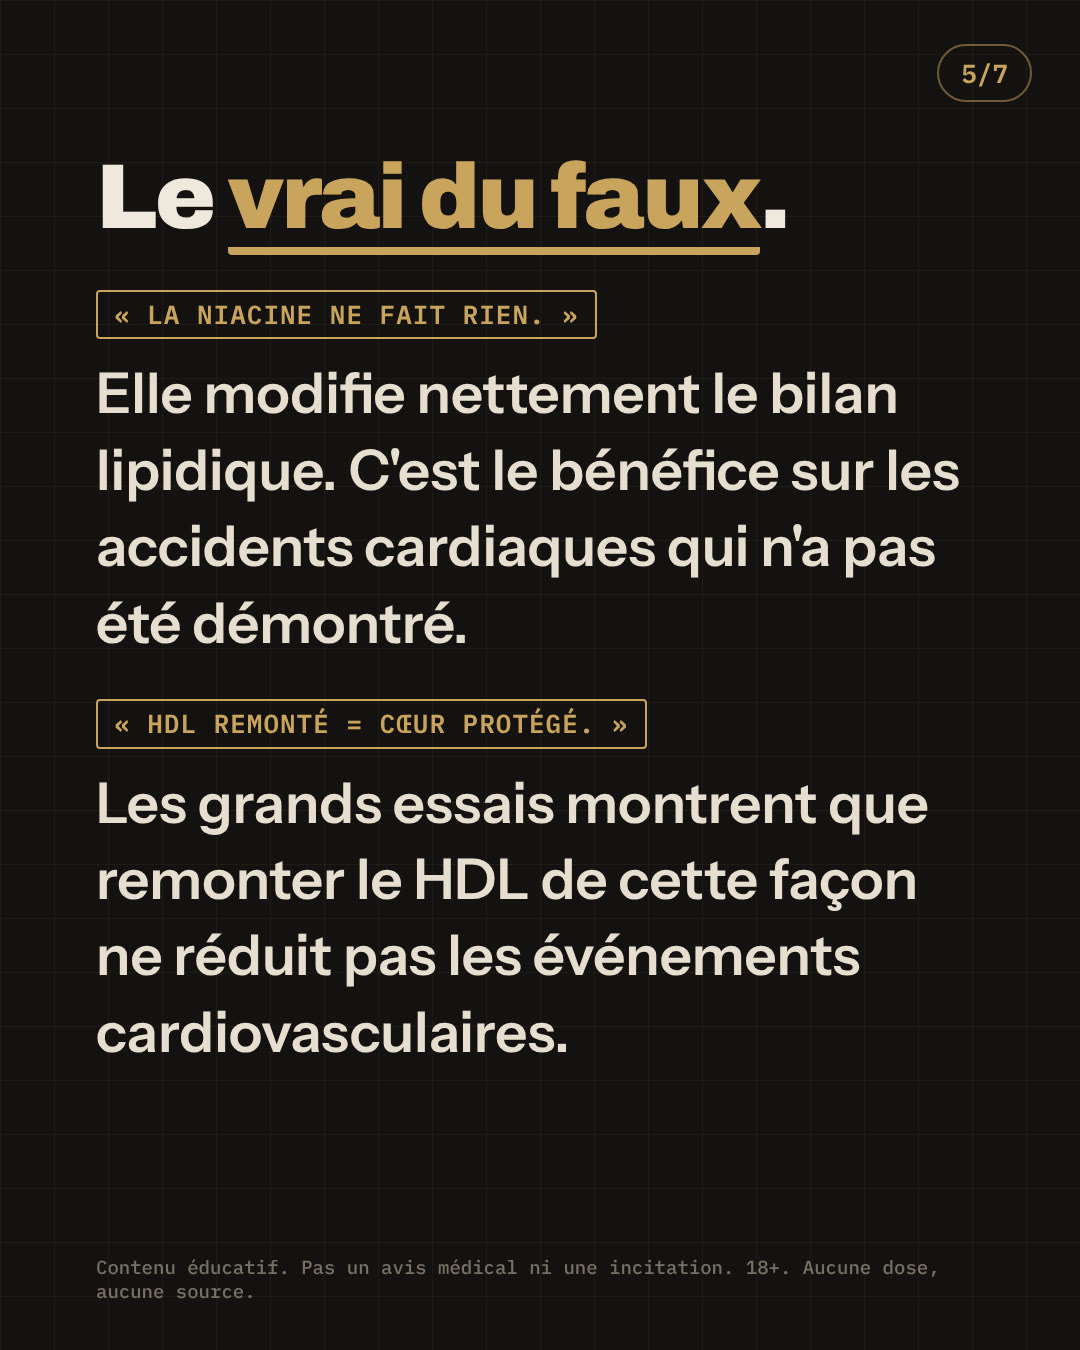 5/7
Le vrai du faux.
« LA NIACINE NE FAIT RIEN. »
Elle modifie nettement le bilan
lipidique. C'est le bénéfice sur les
accidents cardiaques qui n'a pas
été démontré.
« HDL REMONTÉ = CŒUR PROTÉGÉ. »
Les grands essais montrent que
remonter le HDL de cette façon
ne réduit pas les événements
cardiovasculaires.
Contenu éducatif. Pas un avis médical ni une incitation. 18+. Aucune dose,
aucune source.